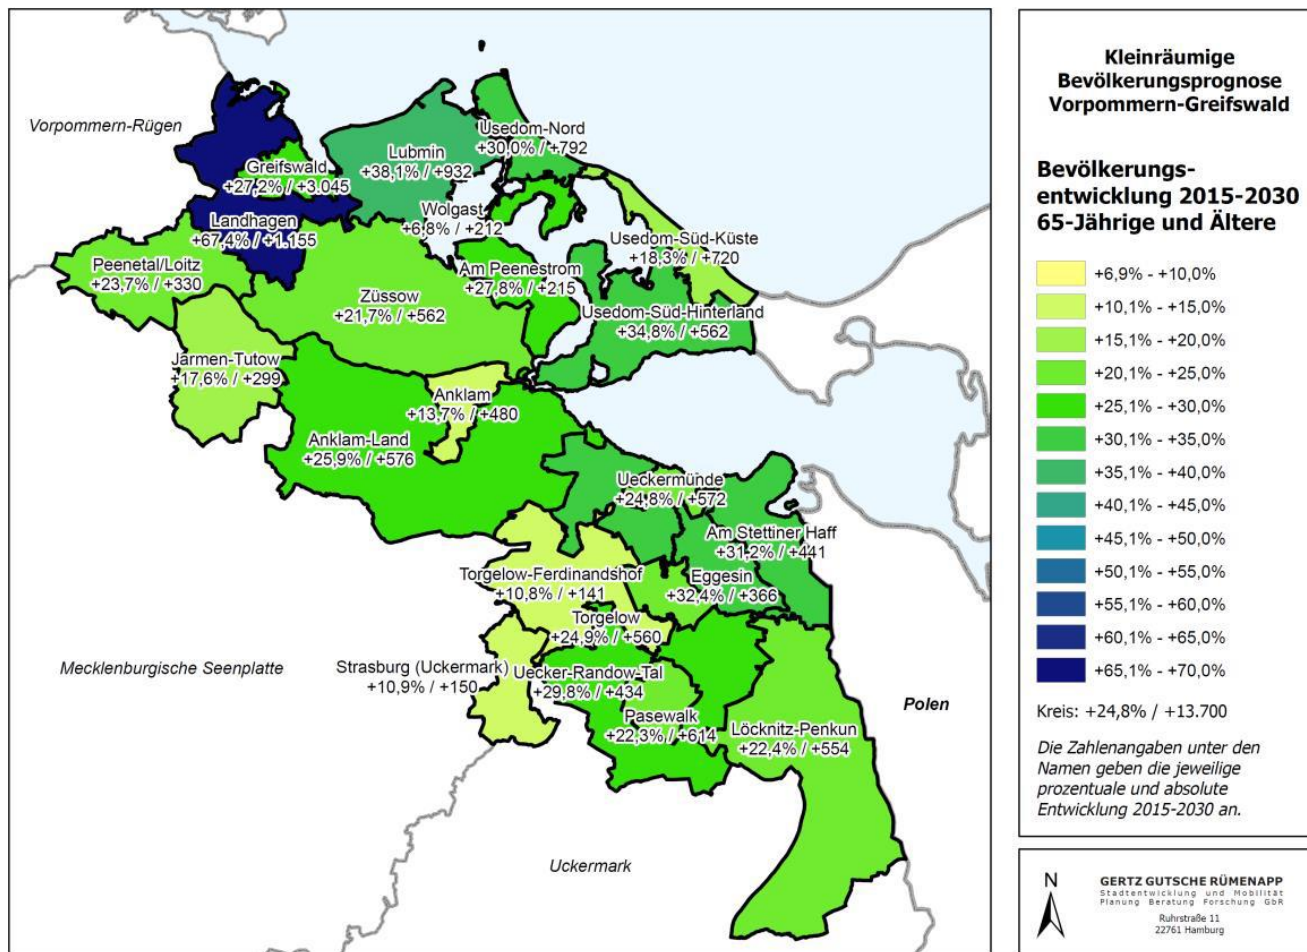 Vorpommern-Rügen
Greifswald
+27,2% / +3.045
Lubmin
+38,1% / +932
Usedom-Nord
+30,0% / +792
Landhagen
+67,4% / +1.155
Wolgast
+6,8% / +212
Usedom-Süd-Küste
+18,3% / +720
Peenetal/Loitz
+23,7% / +330
Züssow
+21,7% / +562
Am Peenestrom
+27,8% / +215
Usedom-Süd-Hinterland
+34,8% / +562
Jarmen-Tutow
+17,6% / +299
Anklam
+13,7% / +480
Anklam-Land
+25,9% / +576
Ueckermünde
+24,8% / +572
Am Stettiner Haff
+31,2% / +441
Torgelow-Ferdinandshof
+10,8% / +141
Eggesin
+32,4% / +366
Torgelow
+24,9% / +560
Mecklenburgische Seenplatte
Strasburg (Uckermark)
+10,9% / +150
Uecker-Randow-Tal
+29,8% / +434
Pasewalk
+22,3% / +614
Löcknitz-Penkun
+22,4% / +554
Polen
Uckermark
Kleinräumige
Bevölkerungsprognose
Vorpommern-Greifswald
Bevölkerungs-
entwicklung 2015-2030
65-Jährige und Ältere
+6,9% - +10,0%
+10,1% - +15,0%
+15,1% - +20,0%
+20,1% - +25,0%
+25,1% - +30,0%
+30,1% - +35,0%
+35,1% - +40,0%
+40,1% - +45,0%
+45,1% - +50,0%
+50,1% - +55,0%
+55,1% - +60,0%
+60,1% - +65,0%
+65,1% - +70,0%
Kreis: +24,8% / +13.700
Die Zahlenangaben unter den
Namen geben die jeweilige
prozentuale und absolute
Entwicklung 2015-2030 an.
N
GERTZ GUTSCHE RÜMENAPP
Stadtentwicklung und Mobilität
Planung Beratung Forschung GbR
Ruhrstraße 11
22761 Hamburg